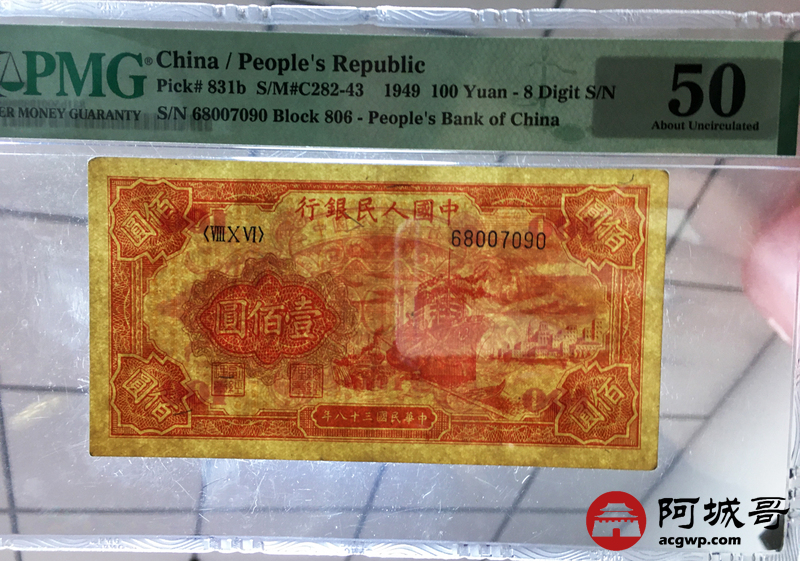 PMG® China / People's Republic
Pick# 831b S/M#C282-43 1949 100 Yuan - 8 Digit S/N
ER MONEY GUARANTY S/N 68007090 Block 806 - People's Bank of China
50
About Uncirculated
行銀民人國中
圓佰
圓佰
〈VIII X VI〉
68007090
圓佰壹
圓佰
圓佰
年八十三國民華中
阿城哥
acgwp.com